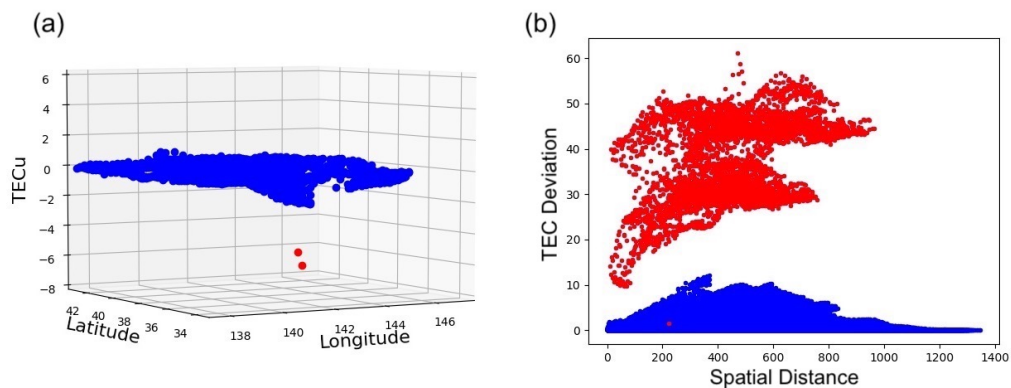 (a)
6
4
2
0
−2
−4
−6
−8
TECu
42 40 38 36 34
Latitude
138 140 142 144 146
Longitude
(b)
60
50
40
30
20
10
0
TEC Deviation
0 200 400 600 800 1000 1200 1400
Spatial Distance